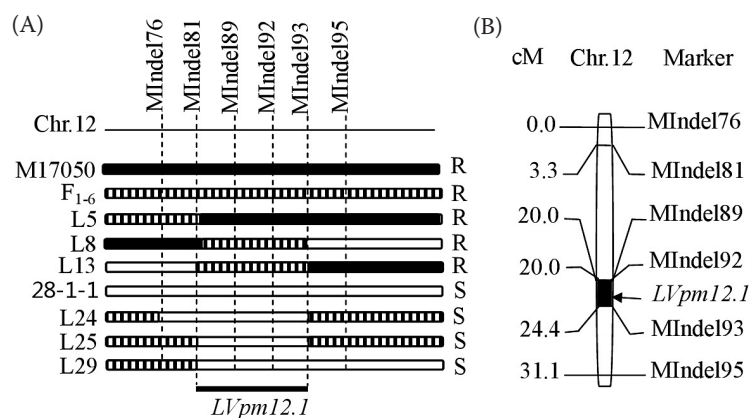 (A)
MIndel76
MIndel81
MIndel89
MIndel92
MIndel93
MIndel95
Chr.12
M17050 R
F1-6 R
L5 R
L8 R
L13 R
28-1-1 S
L24 S
L25 S
L29 S
LVpm12.1
(B)
cM Chr.12 Marker
0.0 MIndel76
3.3 MIndel81
20.0 MIndel89
20.0 MIndel92
LVpm12.1
24.4 MIndel93
31.1 MIndel95